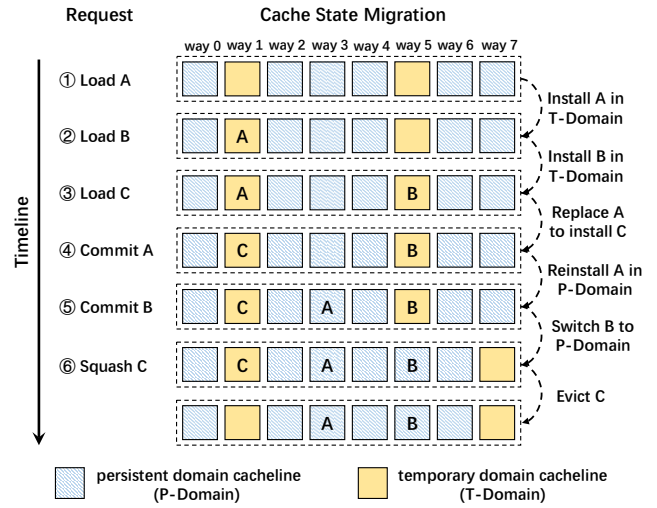 Request
Cache State Migration
way 0 way 1 way 2 way 3 way 4 way 5 way 6 way 7
Timeline
① Load A
Install A in
T-Domain
② Load B
A
Install B in
T-Domain
③ Load C
A B
Replace A
to install C
④ Commit A
C B
Reinstall A in
P-Domain
⑤ Commit B
C A B
Switch B to
P-Domain
⑥ Squash C
C A B
Evict C
A B
persistent domain cacheline
(P-Domain)
temporary domain cacheline
(T-Domain)